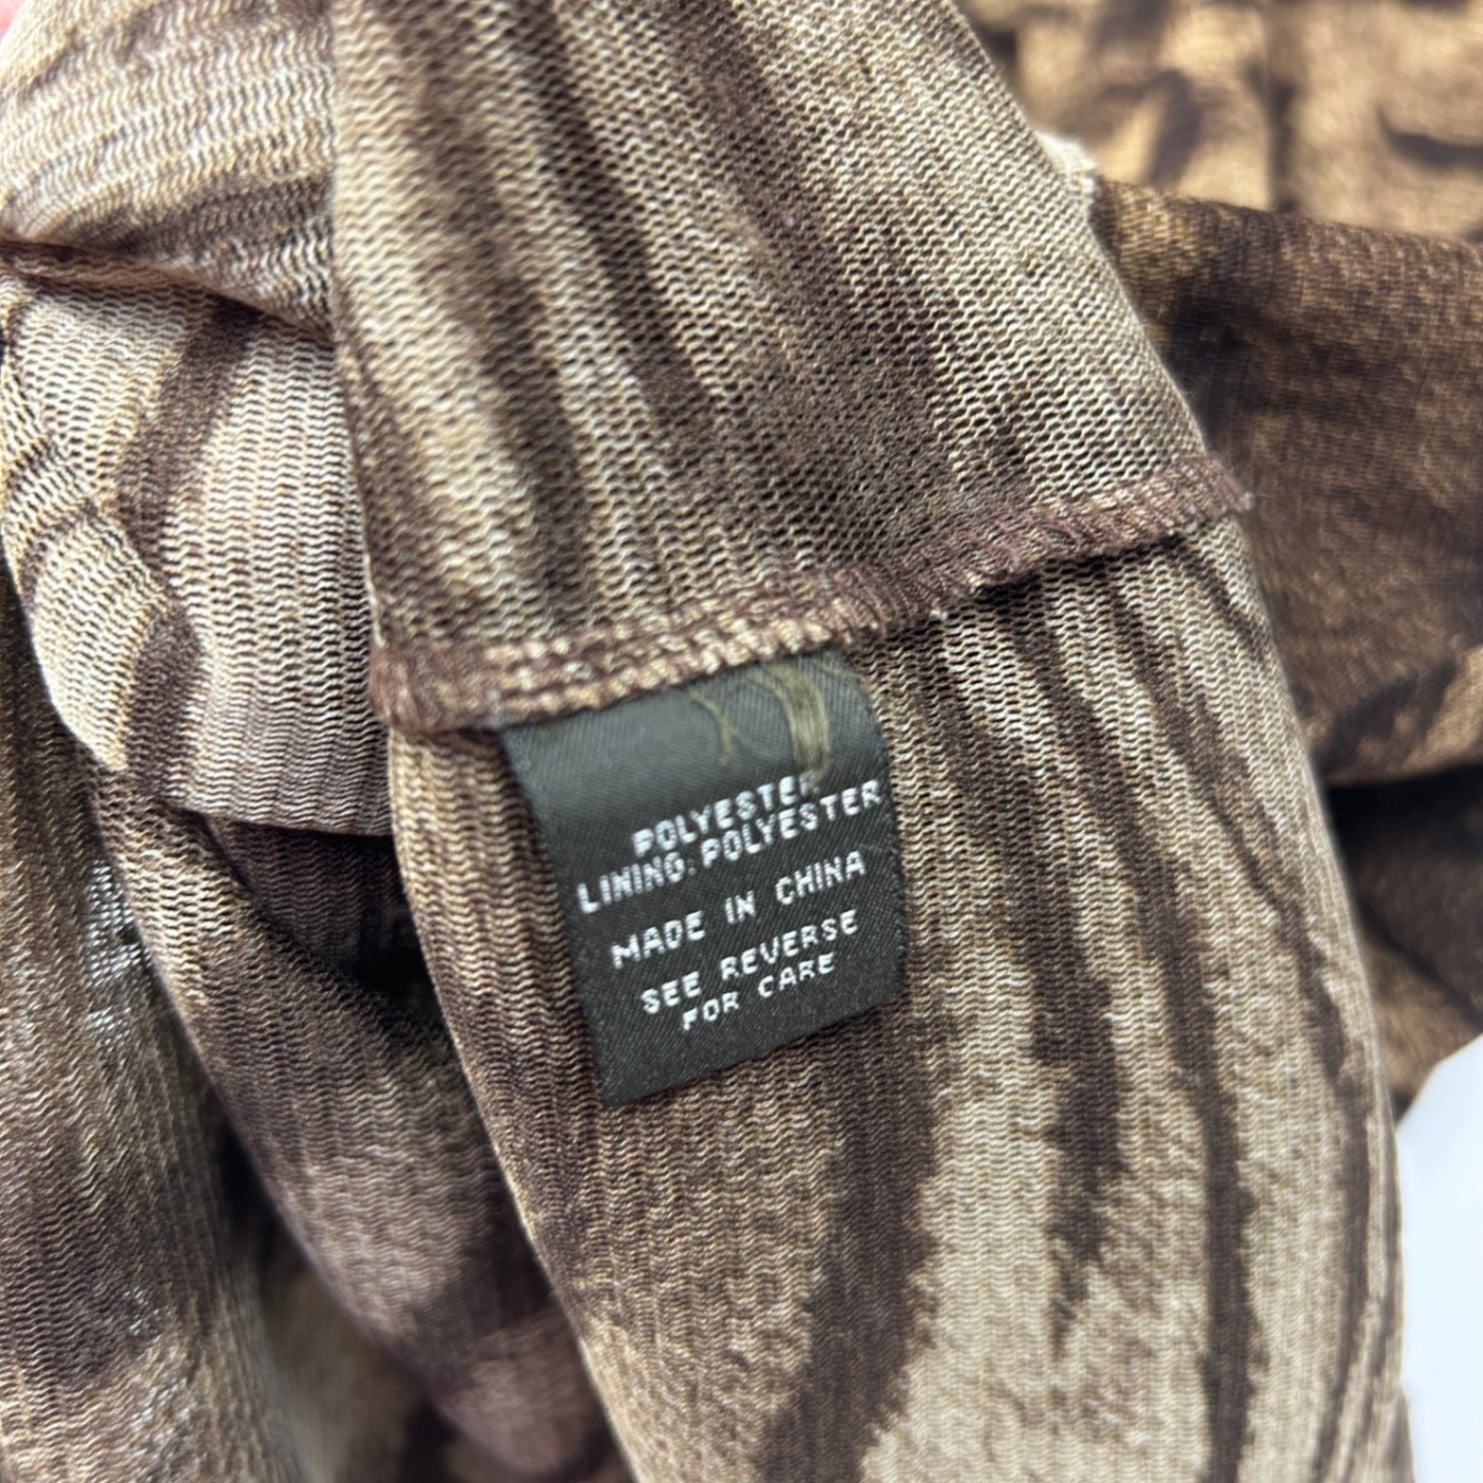 POLYESTER
LINING: POLYESTER
MADE IN CHINA
SEE REVERSE
FOR CARE